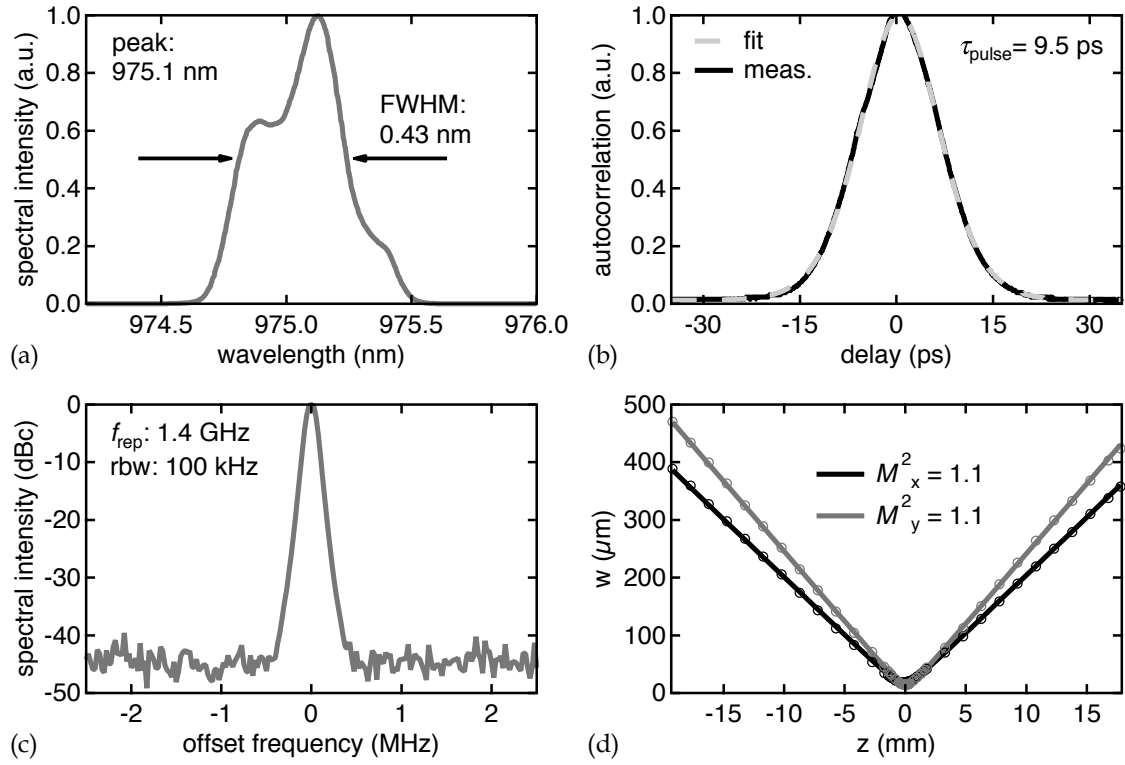 spectral intensity (a.u.)
1.0
0.8
0.6
0.4
0.2
0.0
peak:
975.1 nm
FWHM:
0.43 nm
974.5
975.0
975.5
976.0
wavelength (nm)
(a)
autocorrelation (a.u.)
1.0
0.8
0.6
0.4
0.2
0.0
fit
meas.
τpulse= 9.5 ps
-30
-15
0
15
30
delay (ps)
(b)
spectral intensity (dBc)
0
-10
-20
-30
-40
-50
frep: 1.4 GHz
rbw: 100 kHz
-2
-1
0
1
2
offset frequency (MHz)
(c)
w (µm)
500
400
300
200
100
0
M²x = 1.1
M²y = 1.1
-15
-10
-5
0
5
10
15
z (mm)
(d)